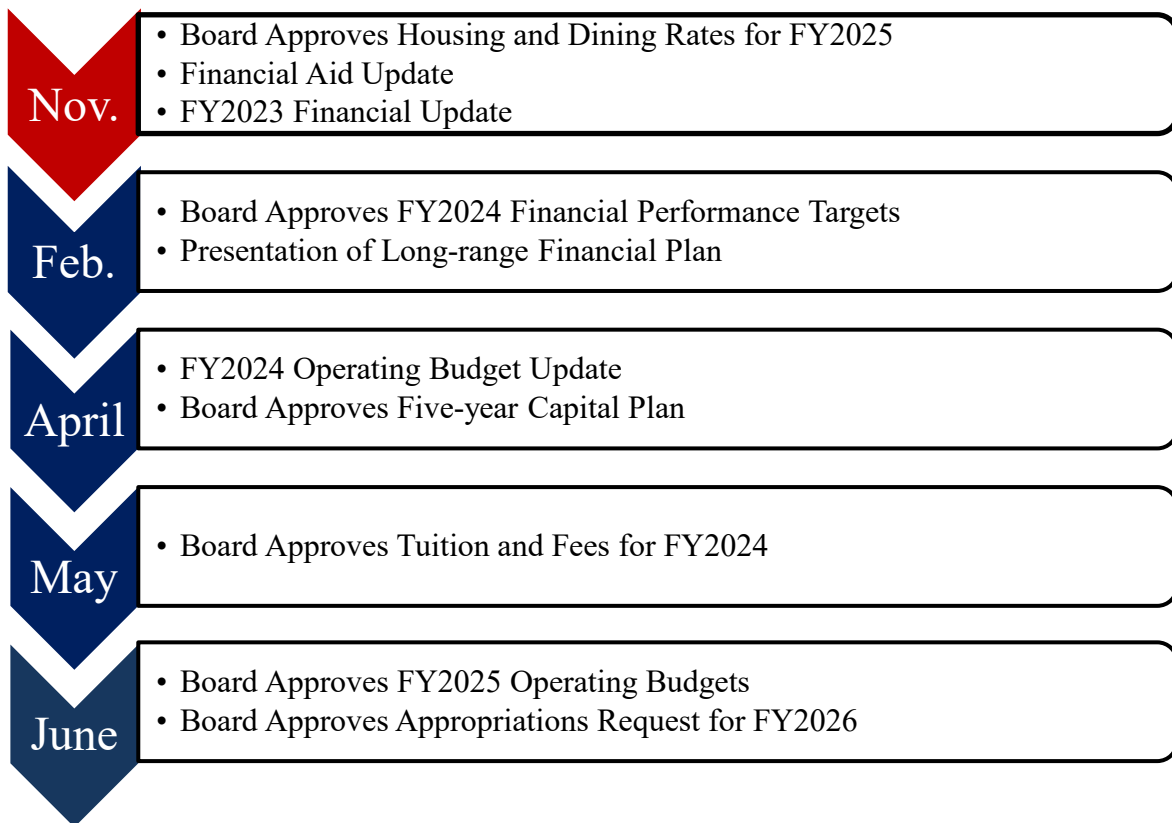 Nov.
• Board Approves Housing and Dining Rates for FY2025
• Financial Aid Update
• FY2023 Financial Update
Feb.
• Board Approves FY2024 Financial Performance Targets
• Presentation of Long-range Financial Plan
April
• FY2024 Operating Budget Update
• Board Approves Five-year Capital Plan
May
• Board Approves Tuition and Fees for FY2024
June
• Board Approves FY2025 Operating Budgets
• Board Approves Appropriations Request for FY2026